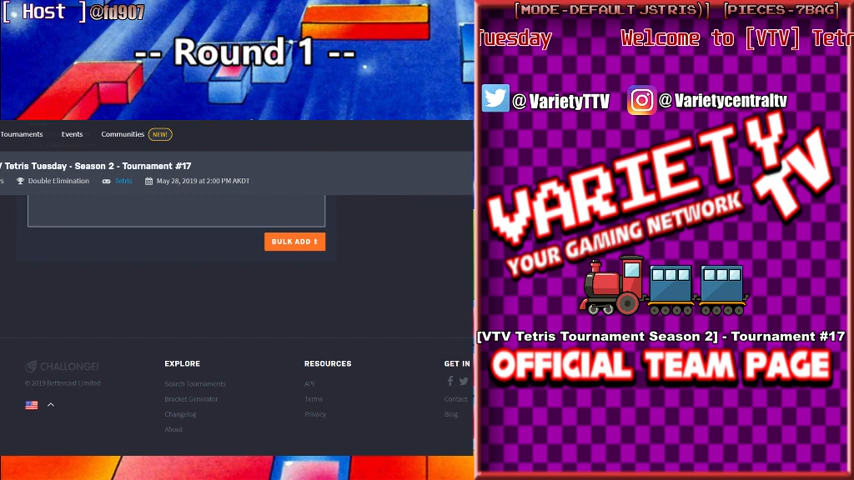 [ Host ]@fd907
-- Round 1 --
Tournaments Events Communities NEW!
V Tetris Tuesday - Season 2 - Tournament #17
rs Double Elimination Tetris May 28, 2019 at 2:00 PM AKDT
BULK ADD
CHALLONGE!
© 2019 Bettercast Limited
EXPLORE
Search Tournaments
Bracket Generator
Changelog
About
RESOURCES
API
Terms
Privacy
GET IN
Contact
Blog
[MODE-DEFAULT JSTRIS)] [PIECES-7BAG]
Tuesday Welcome to [VTV] Tetr
@ VarietyTTV @ Varietycentraltv
VARIETY TV
YOUR GAMING NETWORK
[VTV Tetris Tournament Season 2] - Tournament #17
OFFICIAL TEAM PAGE